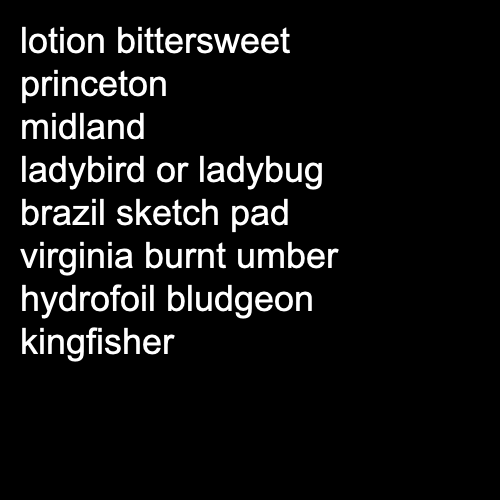 lotion bittersweet
princeton
midland
ladybird or ladybug
brazil sketch pad
virginia burnt umber
hydrofoil bludgeon
kingfisher